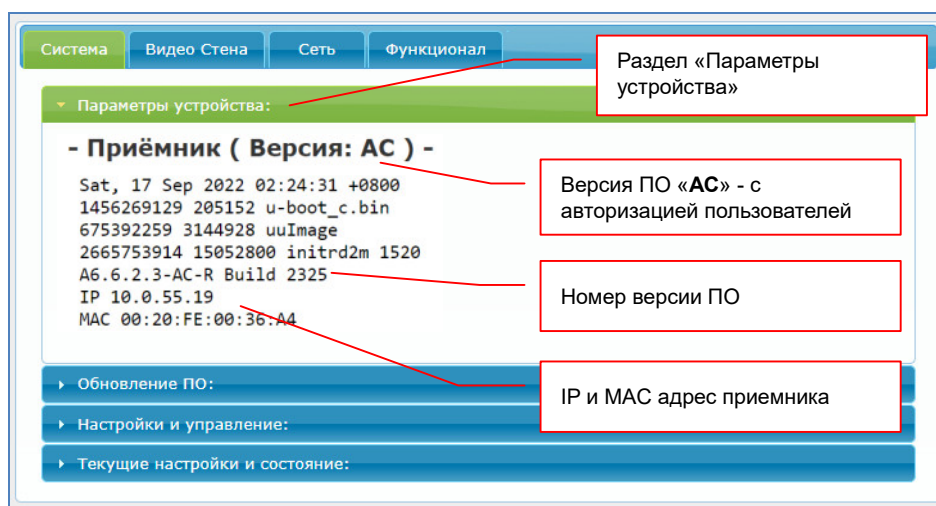 Система
Видео Стена
Сеть
Функционал
Раздел «Параметры
устройства»
Параметры устройства:
- Приёмник ( Версия: AC ) -
Sat, 17 Sep 2022 02:24:31 +0800
1456269129 205152 u-boot_c.bin
675392259 3144928 uuImage
2665753914 15052800 initrd2m 1520
A6.6.2.3-AC-R Build 2325
IP 10.0.55.19
MAC 00:20:FE:00:36:A4
Версия ПО «AC» - с
авторизацией пользователей
Номер версии ПО
IP и MAC адрес приемника
Обновление ПО:
Настройки и управление:
Текущие настройки и состояние: